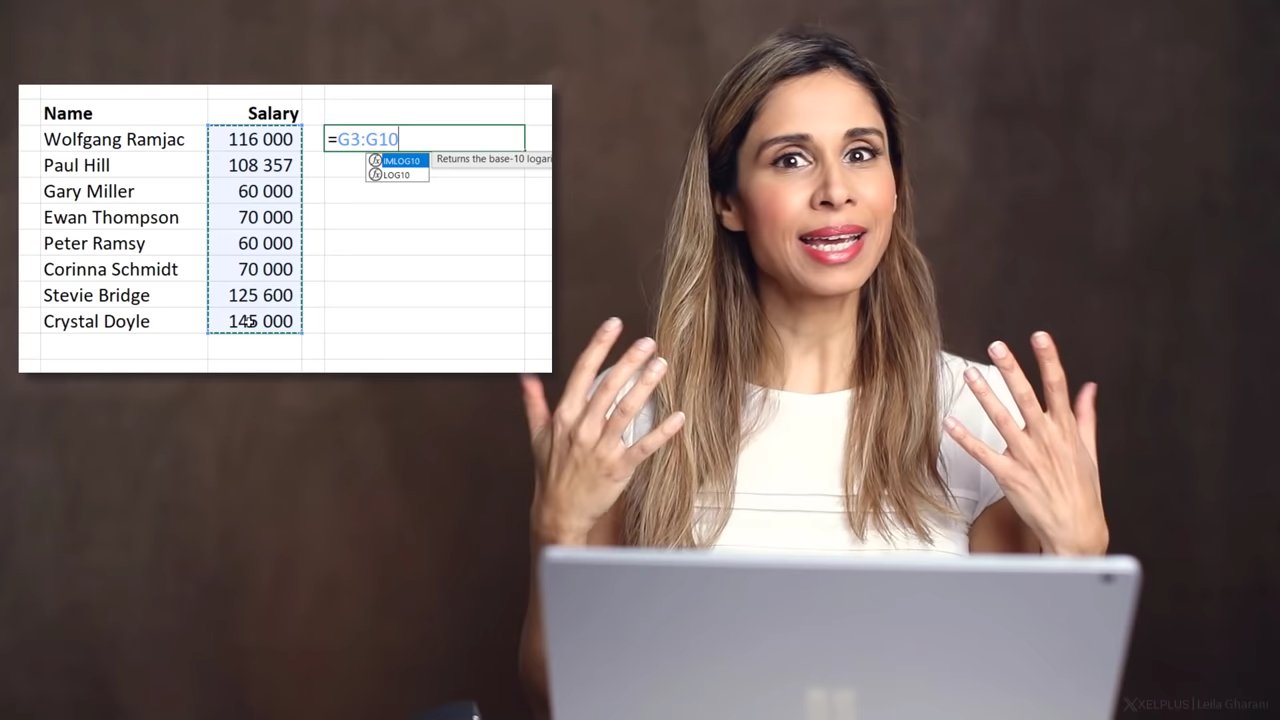 Name Salary
Wolfgang Ramjac 116 000 =G3:G10
Paul Hill 108 357 IMLOG10 Returns the base-10 logari
Gary Miller 60 000 LOG10
Ewan Thompson 70 000
Peter Ramsy 60 000
Corinna Schmidt 70 000
Stevie Bridge 125 600
Crystal Doyle 145 000
XELPLUS | Leila Gharani